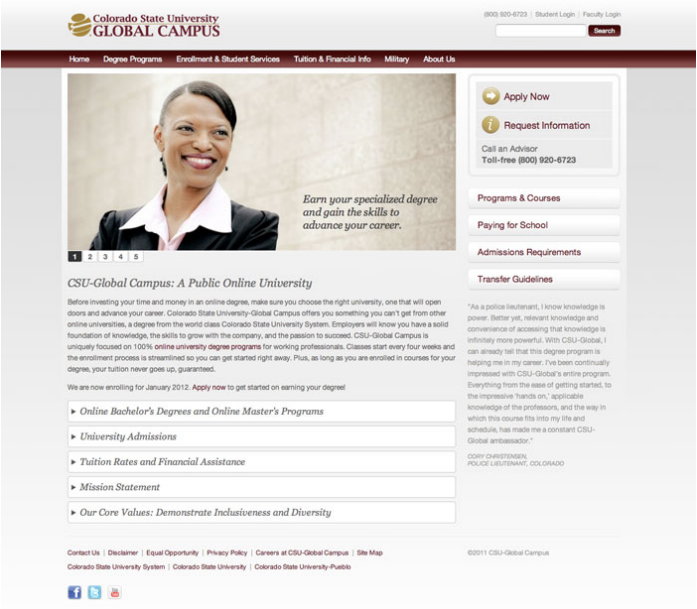 Colorado State University
GLOBAL CAMPUS
(800) 920-6723 | Student Login | Faculty Login
Search
Home Degree Programs Enrollment & Student Services Tuition & Financial Info Military About Us
Earn your specialized degree
and gain the skills to
advance your career.
1 2 3 4 5
Apply Now
Request Information
Call an Advisor
Toll-free (800) 920-6723
Programs & Courses
Paying for School
Admissions Requirements
Transfer Guidelines
CSU-Global Campus: A Public Online University
Before investing your time and money in an online degree, make sure you choose the right university, one that will open
doors and advance your career. Colorado State University-Global Campus offers you something you can't get from other
online universities, a degree from the world class Colorado State University System. Employers will know you have a solid
foundation of knowledge, the skills to grow with the company, and the passion to succeed. CSU-Global Campus is
uniquely focused on 100% online university degree programs for working professionals. Classes start every four weeks and
the enrollment process is streamlined so you can get started right away. Plus, as long as you are enrolled in courses for your
degree, your tuition never goes up, guaranteed.
We are now enrolling for January 2012. Apply now to get started on earning your degree!
Online Bachelor's Degrees and Online Master's Programs
University Admissions
Tuition Rates and Financial Assistance
Mission Statement
Our Core Values: Demonstrate Inclusiveness and Diversity
"As a police lieutenant, I know knowledge is
power. Better yet, relevant knowledge and
convenience of accessing that knowledge is
infinitely more powerful. With CSU-Global, I
can already tell that this degree program is
helping me in my career. I've been continually
impressed with CSU-Global's entire program.
Everything from the ease of getting started, to
the impressive 'hands on,' applicable
knowledge of the professors, and the way in
which this course fits into my life and
schedule, has made me a constant CSU-
Global ambassador."
CORY CHRISTENSEN,
POLICE LIEUTENANT, COLORADO
Contact Us | Disclaimer | Equal Opportunity | Privacy Policy | Careers at CSU-Global Campus | Site Map
Colorado State University System | Colorado State University | Colorado State University-Pueblo
©2011 CSU-Global Campus